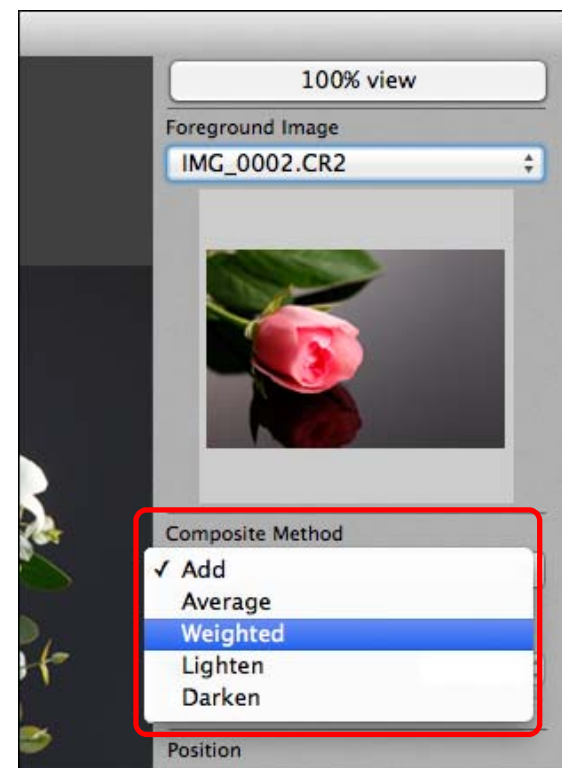 100% view
Foreground Image
IMG_0002.CR2
Composite Method
✓ Add
Average
Weighted
Lighten
Darken
Position